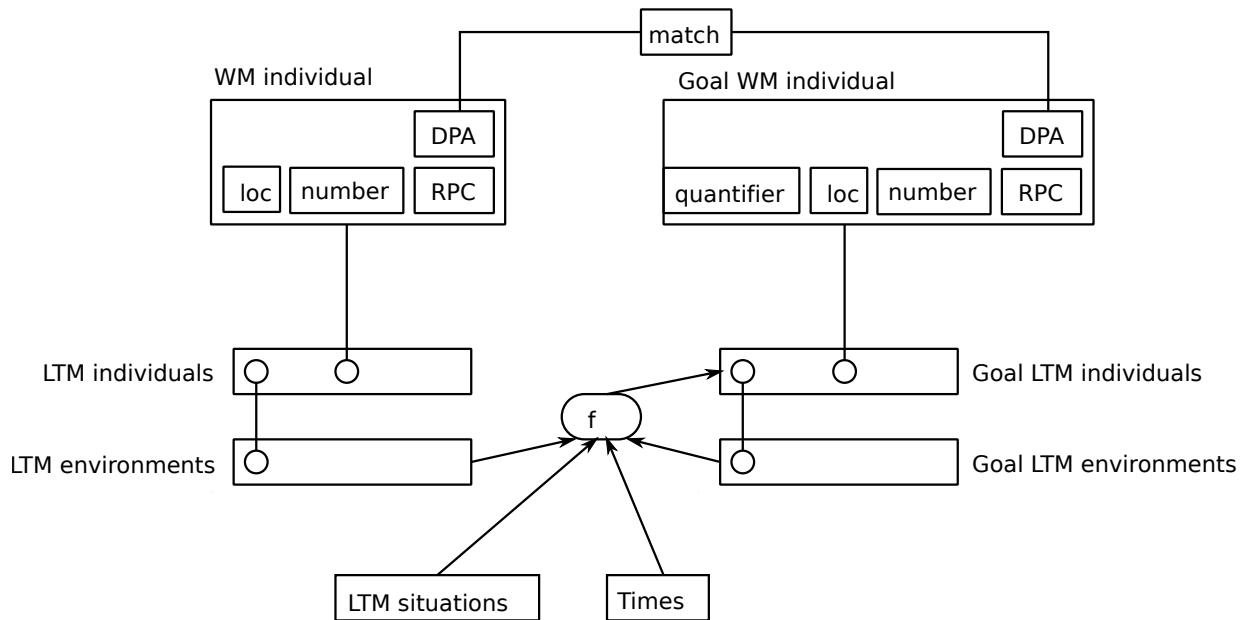 match
WM individual
Goal WM individual
DPA
DPA
loc
number
RPC
quantifier
loc
number
RPC
LTM individuals
Goal LTM individuals
f
LTM environments
Goal LTM environments
LTM situations
Times